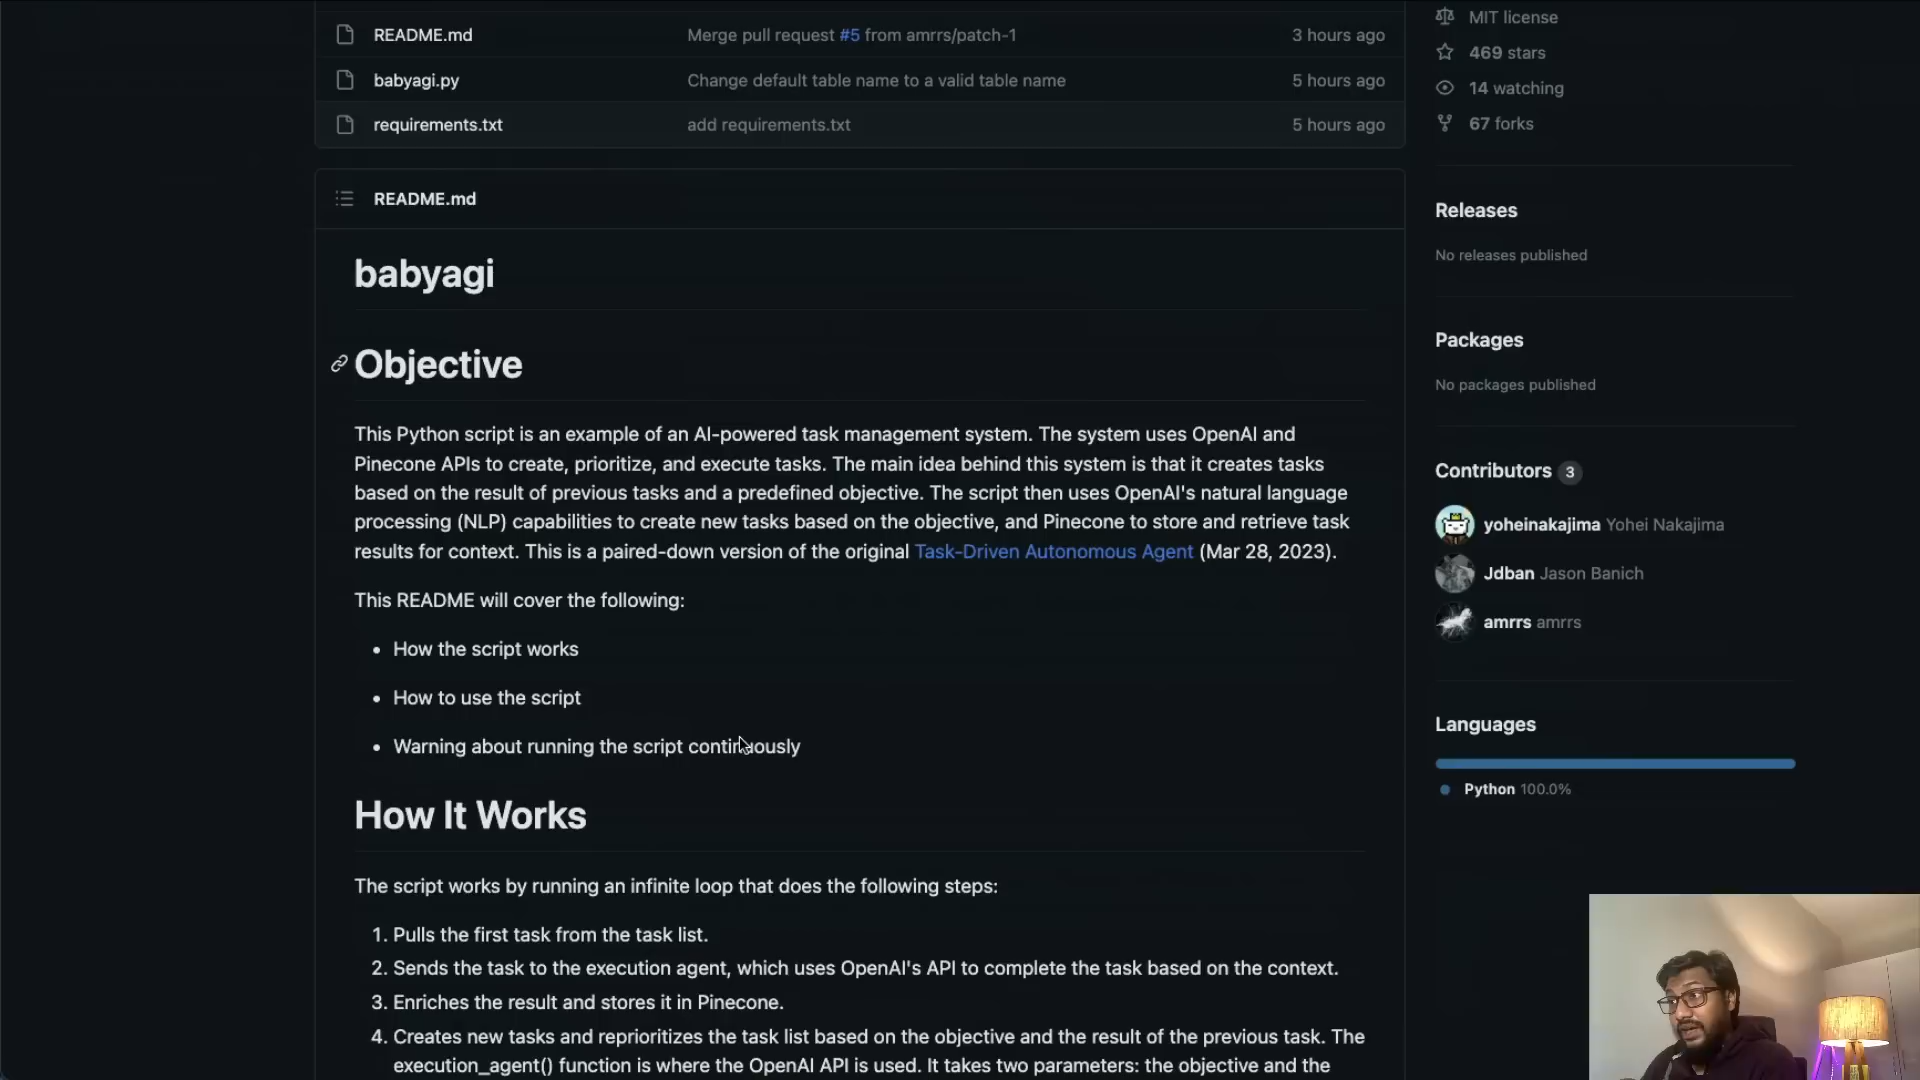 README.md Merge pull request #5 from amrrs/patch-1 3 hours ago
babyagi.py Change default table name to a valid table name 5 hours ago
requirements.txt add requirements.txt 5 hours ago
README.md
babyagi
Objective
This Python script is an example of an AI-powered task management system. The system uses OpenAI and
Pinecone APIs to create, prioritize, and execute tasks. The main idea behind this system is that it creates tasks
based on the result of previous tasks and a predefined objective. The script then uses OpenAI's natural language
processing (NLP) capabilities to create new tasks based on the objective, and Pinecone to store and retrieve task
results for context. This is a paired-down version of the original Task-Driven Autonomous Agent (Mar 28, 2023).
This README will cover the following:
• How the script works
• How to use the script
• Warning about running the script continuously
How It Works
The script works by running an infinite loop that does the following steps:
1. Pulls the first task from the task list.
2. Sends the task to the execution agent, which uses OpenAI's API to complete the task based on the context.
3. Enriches the result and stores it in Pinecone.
4. Creates new tasks and reprioritizes the task list based on the objective and the result of the previous task. The
execution_agent() function is where the OpenAI API is used. It takes two parameters: the objective and the
MIT license
469 stars
14 watching
67 forks
Releases
No releases published
Packages
No packages published
Contributors 3
yoheinakajima Yohei Nakajima
Jdban Jason Banich
amrrs amrrs
Languages
Python 100.0%